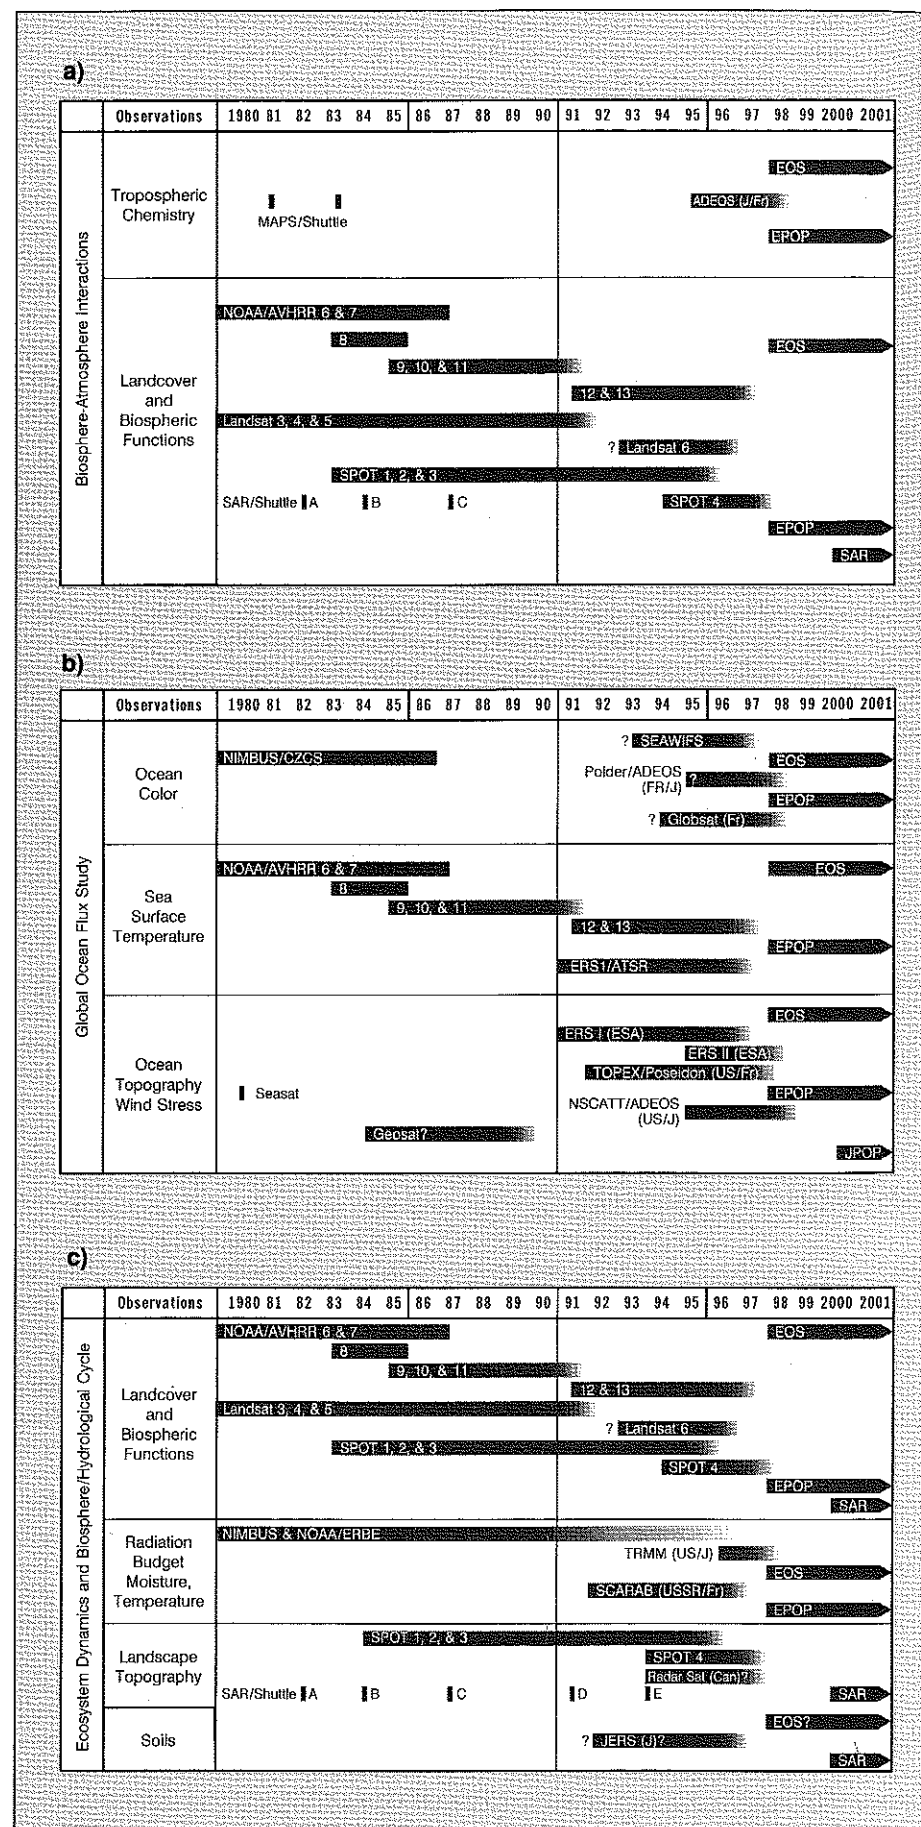 a)
Observations 1980 81 82 83 84 85 86 87 88 89 90 91 92 93 94 95 96 97 98 99 2000 2001
Biosphere-Atmosphere Interactions
Tropospheric
Chemistry
EOS
MAPS/Shuttle
ADEOS (J/Fr)
EPOP
Landcover
and
Biospheric
Functions
NOAA/AVHRR 6 & 7
8
EOS
9, 10, & 11
12 & 13
Landsat 3, 4, & 5
? Landsat 6
SPOT 1, 2, & 3
SAR/Shuttle A B C SPOT 4
EPOP
SAR
b)
Observations 1980 81 82 83 84 85 86 87 88 89 90 91 92 93 94 95 96 97 98 99 2000 2001
Global Ocean Flux Study
Ocean
Color
? SEAWIFS
NIMBUS/CZCS
EOS
Polder/ADEOS
(FR/J)
?
EPOP
? Globsat (Fr)
Sea
Surface
Temperature
NOAA/AVHRR 6 & 7
EOS
8
9, 10, & 11
12 & 13
EPOP
ERS1/ATSR
Ocean
Topography
Wind Stress
EOS
ERS I (ESA)
ERS II (ESA)
TOPEX/Poseidon (US/Fr)
Seasat
EPOP
NSCATT/ADEOS
(US/J)
Geosat?
JPOP
c)
Observations 1980 81 82 83 84 85 86 87 88 89 90 91 92 93 94 95 96 97 98 99 2000 2001
Ecosystem Dynamics and Biosphere/Hydrological Cycle
Landcover
and
Biospheric
Functions
NOAA/AVHRR 6 & 7
EOS
8
9, 10, & 11
12 & 13
Landsat 3, 4, & 5
? Landsat 6
SPOT 1, 2, & 3
SPOT 4
EPOP
SAR
Radiation
Budget
Moisture,
Temperature
NIMBUS & NOAA/ERBE
TRMM (US/J)
EOS
SCARAB (USSR/Fr)
EPOP
Landscape
Topography
SPOT 1, 2, & 3
SPOT 4
Radar Sat (Can)?
SAR/Shuttle A B C D E SAR
Soils
EOS?
? JERS (J)?
SAR